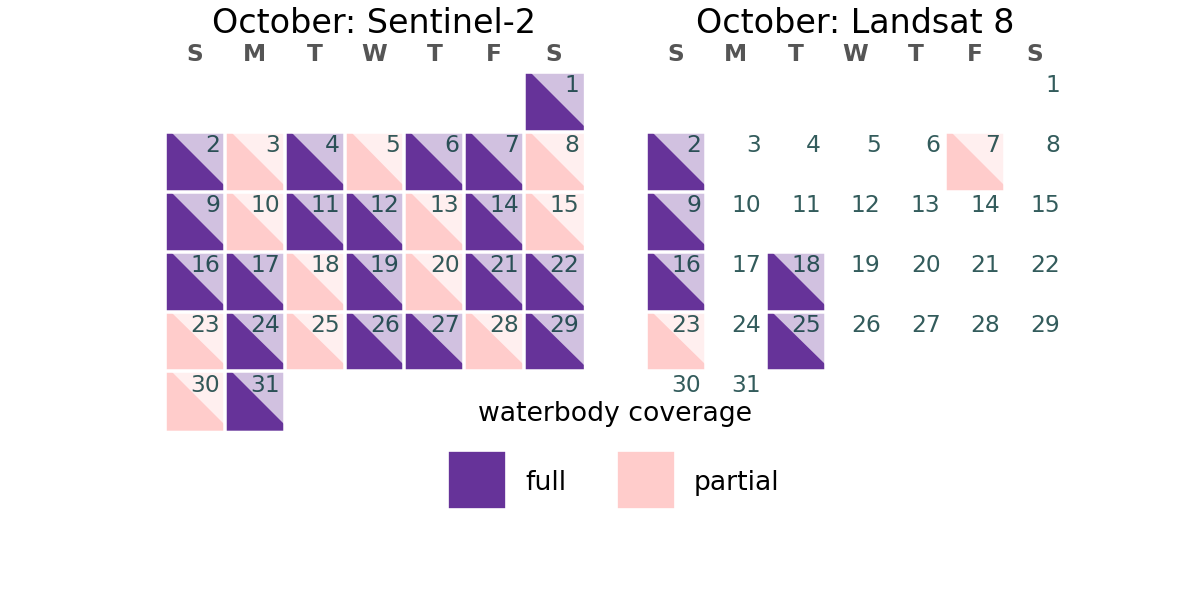 October: Sentinel-2
S M T W T F S
1
2 3 4 5 6 7 8
9 10 11 12 13 14 15
16 17 18 19 20 21 22
23 24 25 26 27 28 29
30 31
October: Landsat 8
S M T W T F S
1
2 3 4 5 6 7 8
9 10 11 12 13 14 15
16 17 18 19 20 21 22
23 24 25 26 27 28 29
30 31
waterbody coverage
full partial